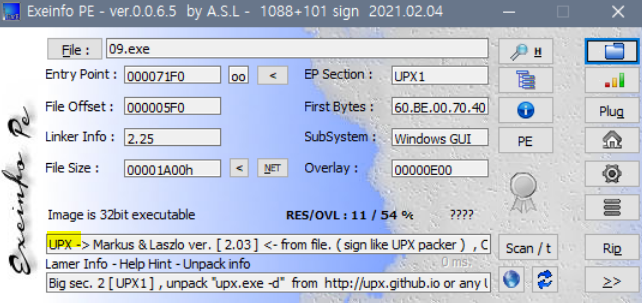 Exeinfo PE - ver.0.0.6.5 by A.S.L - 1088+101 sign 2021.02.04
File : 09.exe H
Entry Point : 000071F0 oo < EP Section : UPX1
File Offset : 000005F0 First Bytes : 60.BE.00.70.40 Plug
Linker Info : 2.25 SubSystem : Windows GUI PE
File Size : 00001A00h < NET Overlay : 00000E00
Image is 32bit executable RES/OVL : 11 / 54 % ????
UPX -> Markus & Laszlo ver. [ 2.03 ] <- from file. ( sign like UPX packer ) , C Scan / t Rip
Lamer Info - Help Hint - Unpack info 0 ms.
Big sec. 2 [ UPX1 ] , unpack "upx.exe -d" from http://upx.github.io or any >>
Exeinfo Pe